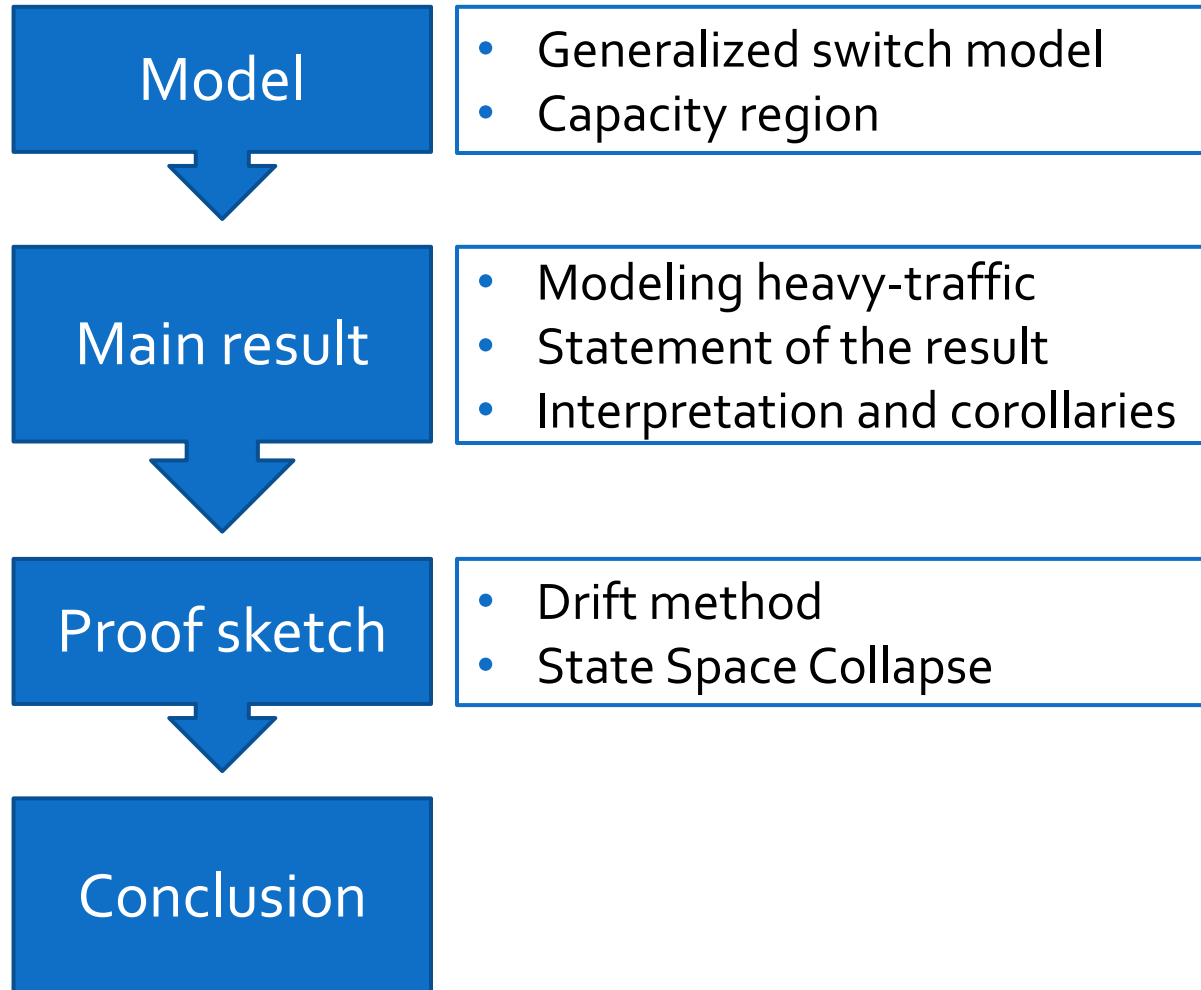 Model
• Generalized switch model
• Capacity region
Main result
• Modeling heavy-traffic
• Statement of the result
• Interpretation and corollaries
Proof sketch
• Drift method
• State Space Collapse
Conclusion